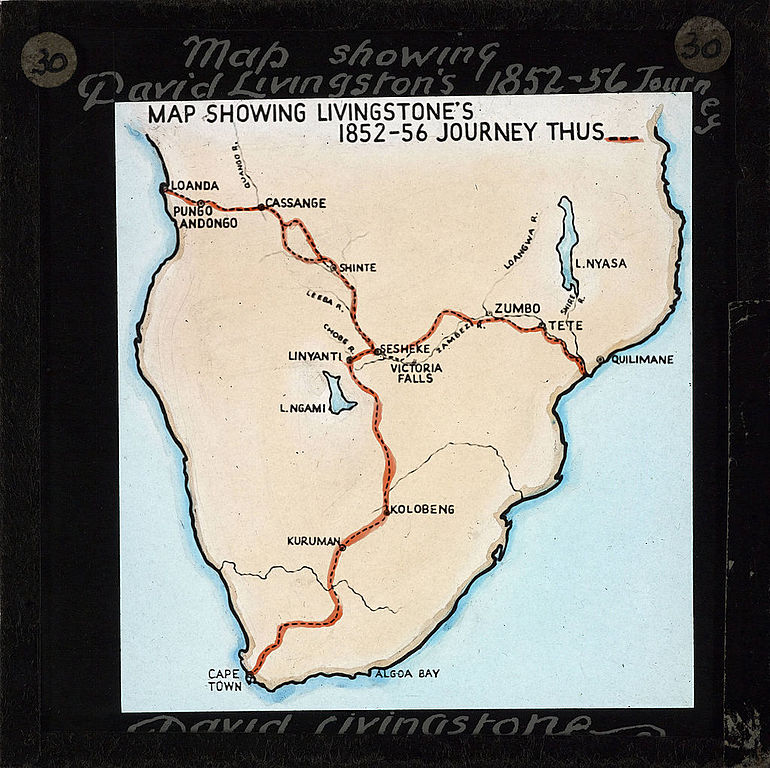 30
30
Map showing
David Livingston's 1852-56 Journey
MAP SHOWING LIVINGSTONE'S
1852-56 JOURNEY THUS
QUANGO R.
LOANDA
PUNGO
ANDONGO
CASSANGE
LOANGWA R.
L.NYASA
SHINTE
LEEBA R.
SHIRE R.
ZUMBO
TETE
CHOBE R.
ZAMBEZI R.
SESHEKE
LINYANTI
VICTORIA
FALLS
QUILIMANE
L.NGAMI
KOLOBENG
KURUMAN
CAPE
TOWN
ALGOA BAY
David Livingstone